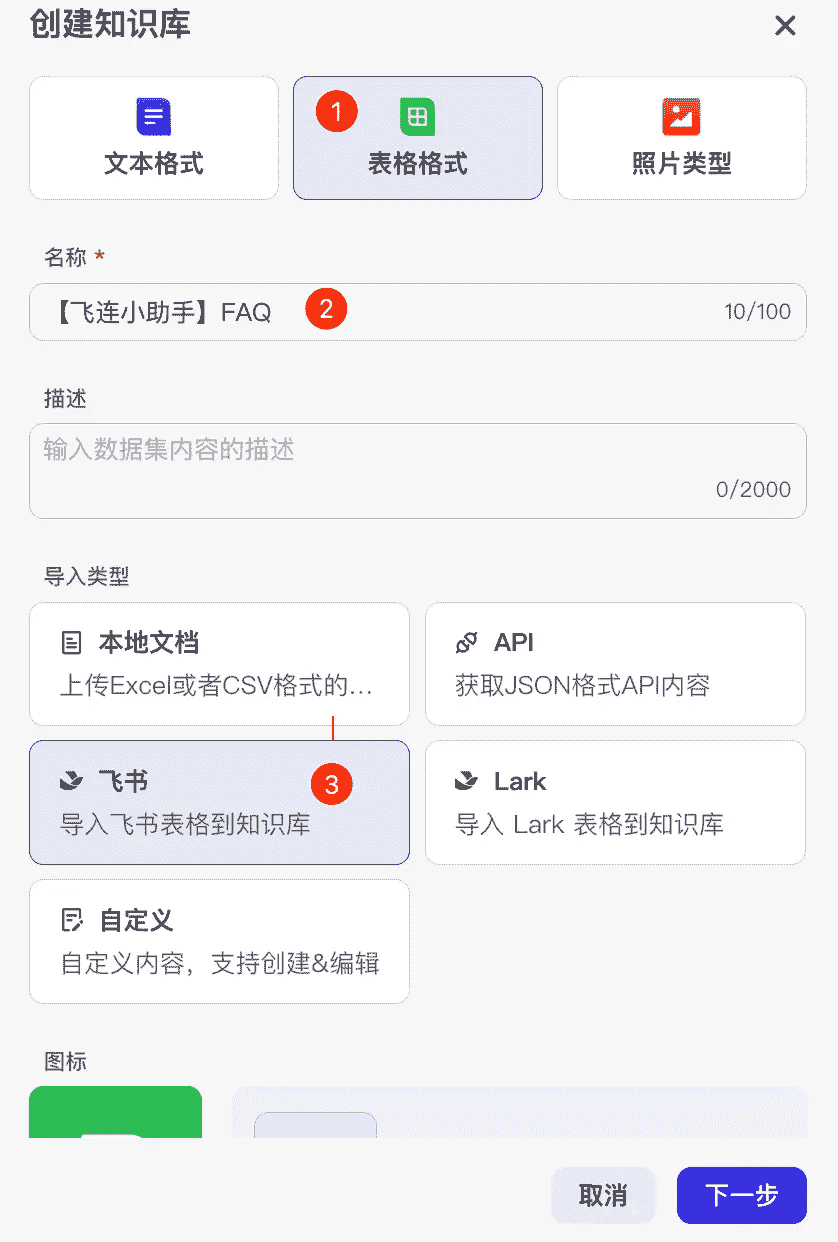 创建知识库
文本格式
1
表格格式
照片类型
名称 *
【飞连小助手】FAQ
2
10/100
描述
输入数据集内容的描述
0/2000
导入类型
本地文档
上传Excel或者CSV格式的...
API
获取JSON格式API内容
飞书
3
导入飞书表格到知识库
Lark
导入 Lark 表格到知识库
自定义
自定义内容，支持创建&编辑
图标
取消
下一步